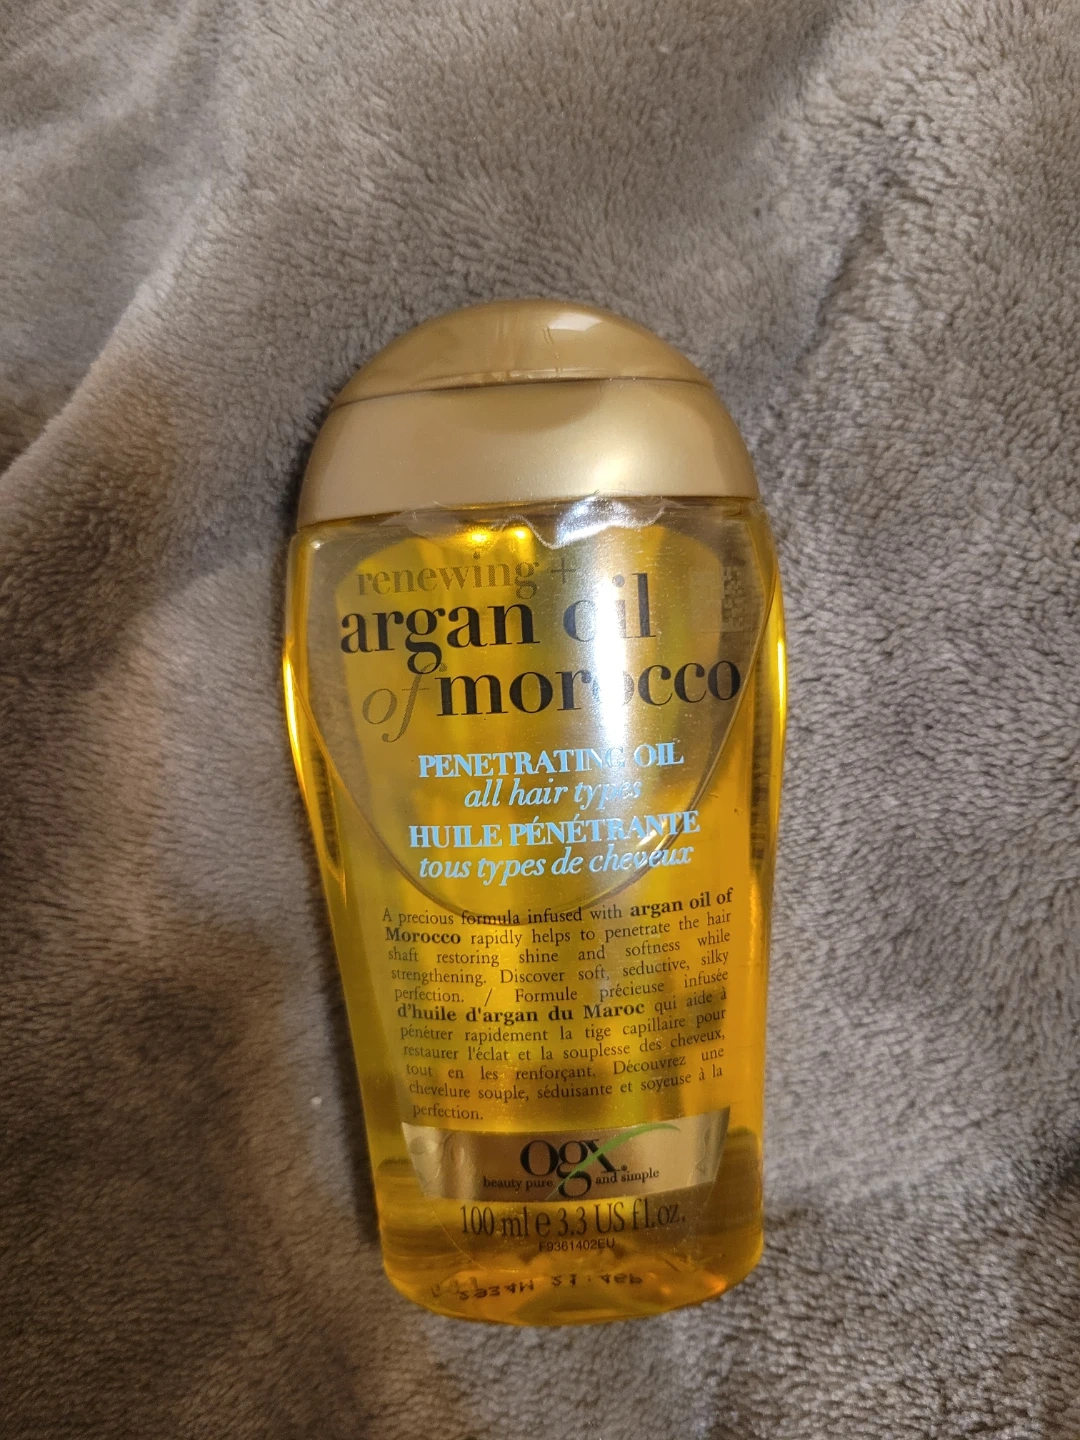 renewing +
argan oil
of morocco
PENETRATING OIL
all hair types
HUILE PÉNÉTRANTE
tous types de cheveux
A precious formula infused with argan oil of
Morocco rapidly helps to penetrate the hair
shaft restoring shine and softness while
strengthening. Discover soft, seductive, silky
perfection. / Formule précieuse infusée
d'huile d'argan du Maroc qui aide à
pénétrer rapidement la tige capillaire pour
restaurer l'éclat et la souplesse des cheveux,
tout en les renforçant. Découvrez une
chevelure souple, séduisante et soyeuse à la
perfection.
ogx
beauty pure and simple
100 ml e 3.3 US fl.oz.
F9361402EU